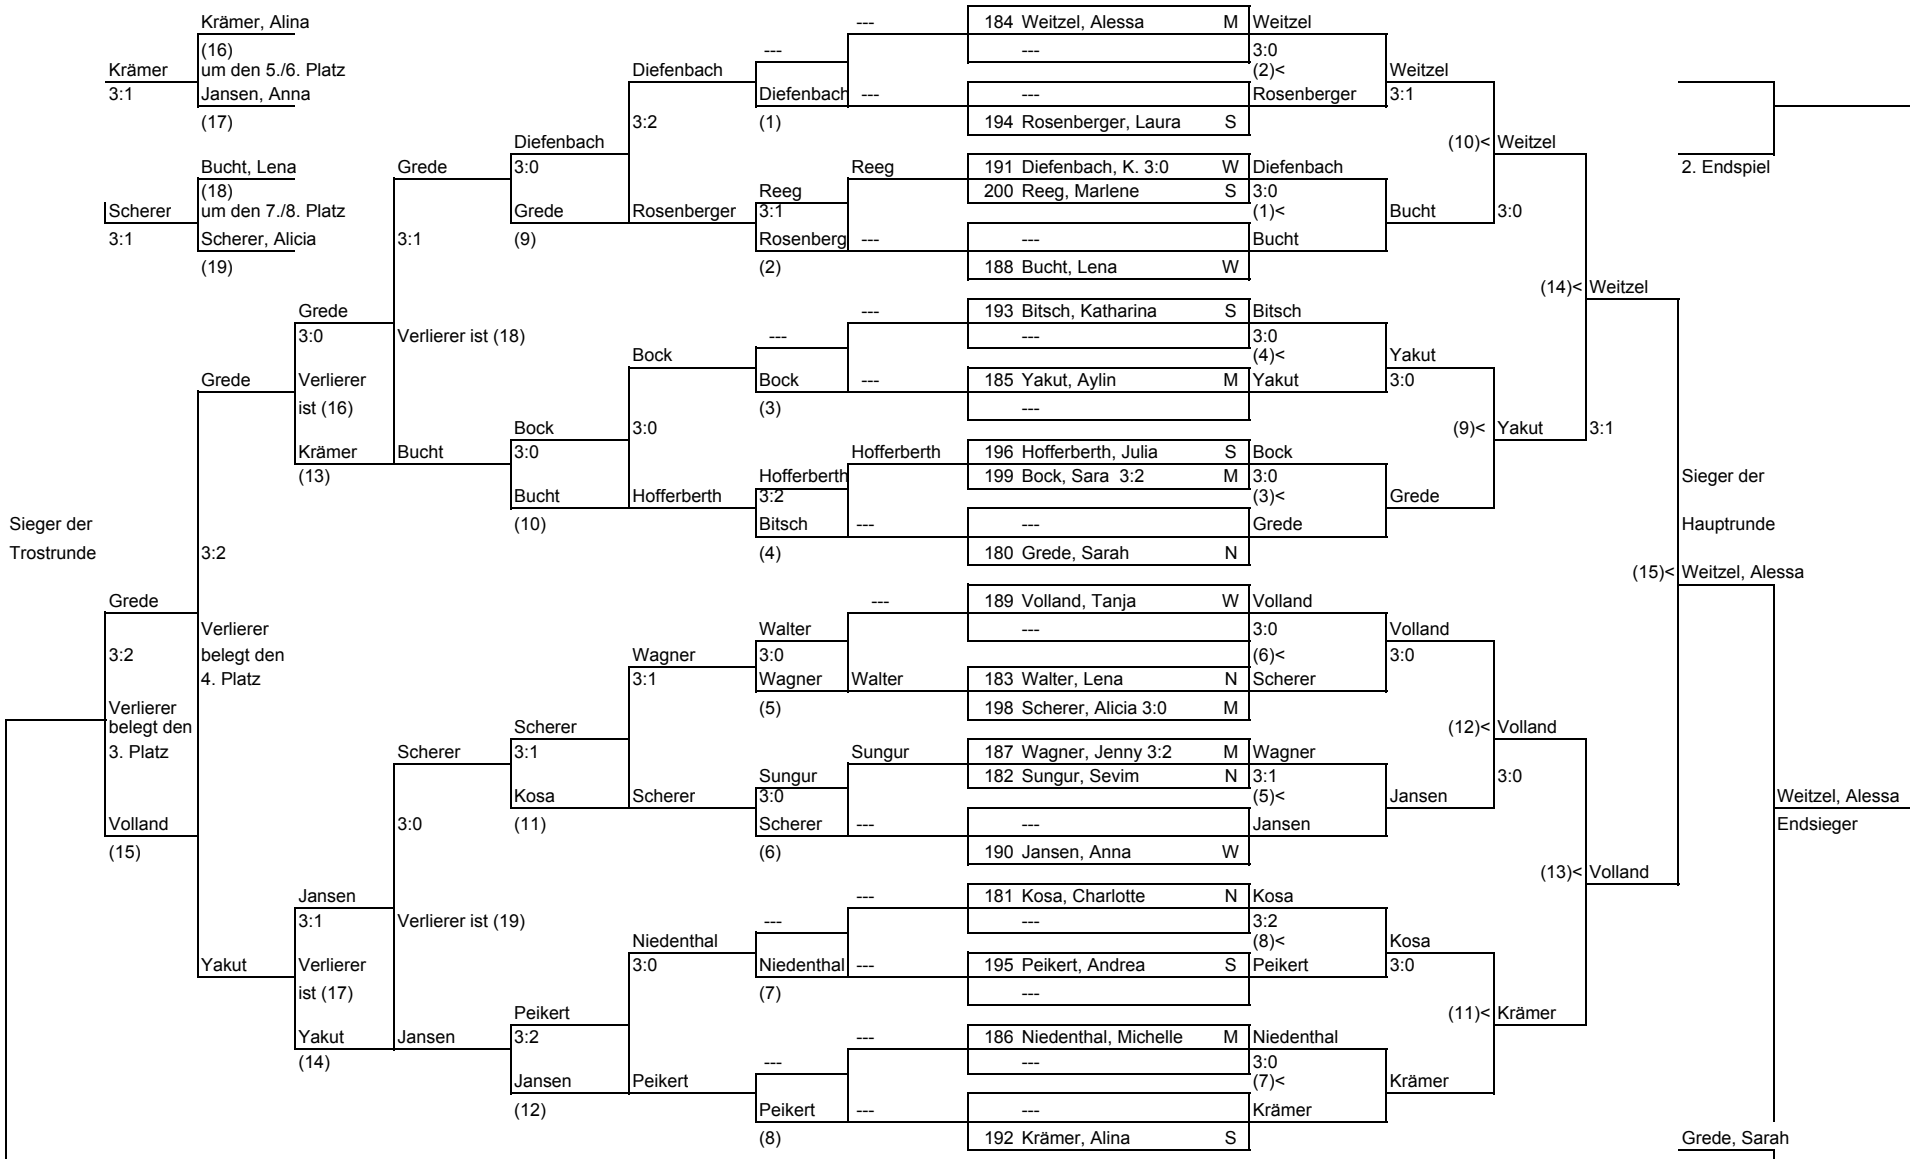 Krämer, Alina --- 184 Weitzel, Alessa M Weitzel
(16) --- --- 3:0
Krämer um den 5./6. Platz Diefenbach (2)< Weitzel
3:1 Jansen, Anna Diefenbach --- --- Rosenberger 3:1
(17) 3:2 (1) 194 Rosenberger, Laura S
Diefenbach (10)< Weitzel
Bucht, Lena Grede 3:0 Reeg 191 Diefenbach, K. 3:0 W Diefenbach 2. Endspiel
(18) Reeg 200 Reeg, Marlene S 3:0
Scherer um den 7./8. Platz Grede Rosenberger 3:1 (1)< Bucht 3:0
3:1 Scherer, Alicia 3:1 (9) Rosenberg --- --- Bucht
(19) (2) 188 Bucht, Lena W
(14)< Weitzel
Grede --- 193 Bitsch, Katharina S Bitsch
3:0 Verlierer ist (18) --- --- 3:0
Bock (4)< Yakut
Grede Verlierer Bock --- 185 Yakut, Aylin M Yakut 3:0
ist (16) (3) ---
Bock 3:0 (9)< Yakut 3:1
Krämer Bucht 3:0 Hofferberth 196 Hofferberth, Julia S Bock
(13) Hofferberth 199 Bock, Sara 3:2 M 3:0 Sieger der
Bucht Hofferberth 3:2 (3)< Grede
Sieger der (10) Bitsch --- --- Grede Hauptrunde
Trostrunde 3:2 (4) 180 Grede, Sarah N
(15)< Weitzel, Alessa
Grede --- 189 Volland, Tanja W Volland
Verlierer Walter --- 3:0 Volland
3:2 belegt den Wagner 3:0 (6)< 3:0
4. Platz 3:1 Wagner Walter 183 Walter, Lena N Scherer
Verlierer (5) 198 Scherer, Alicia 3:0 M
belegt den Scherer (12)< Volland
3. Platz Scherer 3:1 Sungur 187 Wagner, Jenny 3:2 M Wagner
Sungur 182 Sungur, Sevim N 3:1 3:0
Kosa Scherer 3:0 (5)< Jansen Weitzel, Alessa
Volland 3:0 (11) Scherer --- --- Jansen Endsieger
(15) (6) 190 Jansen, Anna W
(13)< Volland
Jansen --- 181 Kosa, Charlotte N Kosa
3:1 Verlierer ist (19) --- --- 3:2
Niedenthal (8)< Kosa
Yakut Verlierer 3:0 Niedenthal --- 195 Peikert, Andrea S Peikert 3:0
ist (17) (7) ---
Peikert (11)< Krämer
Yakut Jansen 3:2 --- 186 Niedenthal, Michelle M Niedenthal
(14) --- --- 3:0
Jansen Peikert (7)< Krämer
(12) Peikert --- --- Krämer
(8) 192 Krämer, Alina S Grede, Sarah